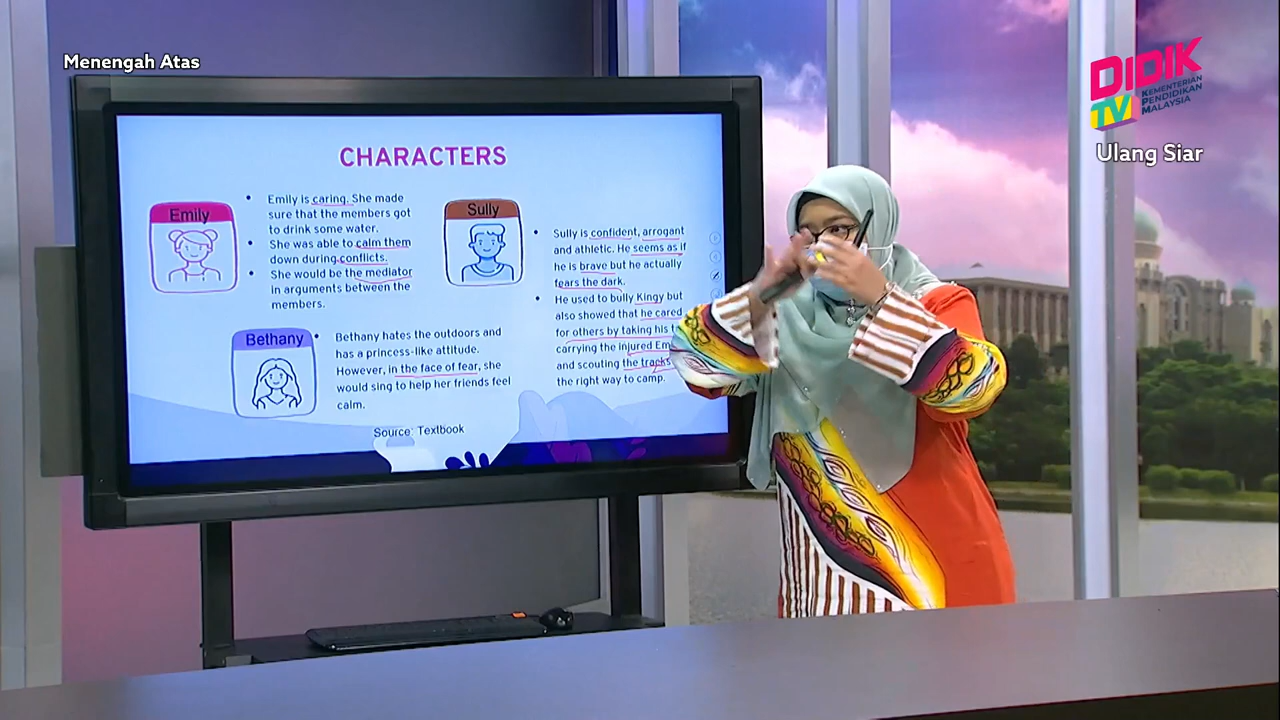 Menengah Atas
DIDIK
TV
KEMENTERIAN
PENDIDIKAN
MALAYSIA
Ulang Siar
CHARACTERS
Emily
• Emily is caring. She made
sure that the members got
to drink some water.
• She was able to calm them
down during conflicts.
• She would be the mediator
in arguments between the
members.
Bethany
• Bethany hates the outdoors and
has a princess-like attitude.
However, in the face of fear, she
would sing to help her friends feel
calm.
Sully
• Sully is confident, arrogant
and athletic. He seems as if
he is brave but he actually
fears the dark.
• He used to bully Kingy but
also showed that he cared
for others by taking his
carrying the injured
and scouting the tracks
the right way to camp.
Source: Textbook